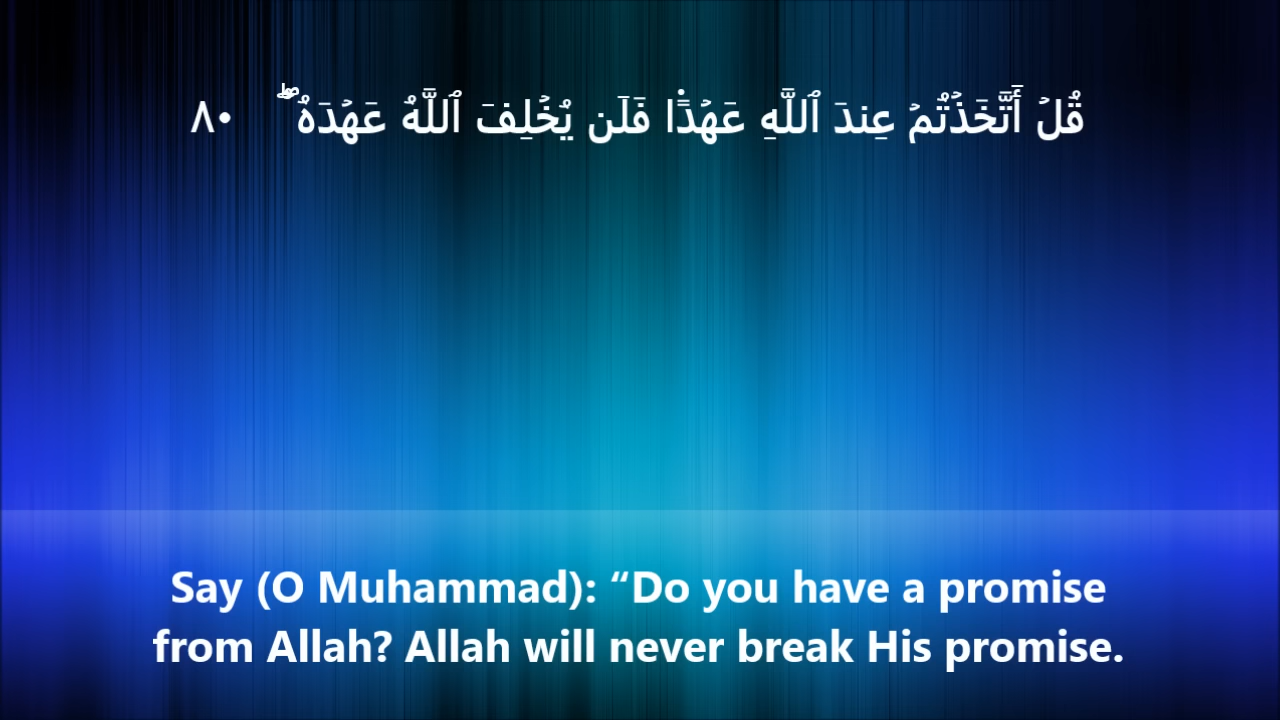 قُلۡ أَتَّخَذۡتُمۡ عِندَ ٱللَّهِ عَهۡدٗا فَلَن يُخۡلِفَ ٱللَّهُ عَهۡدَهُۥۖ ٨٠
Say (O Muhammad): “Do you have a promise
from Allah? Allah will never break His promise.